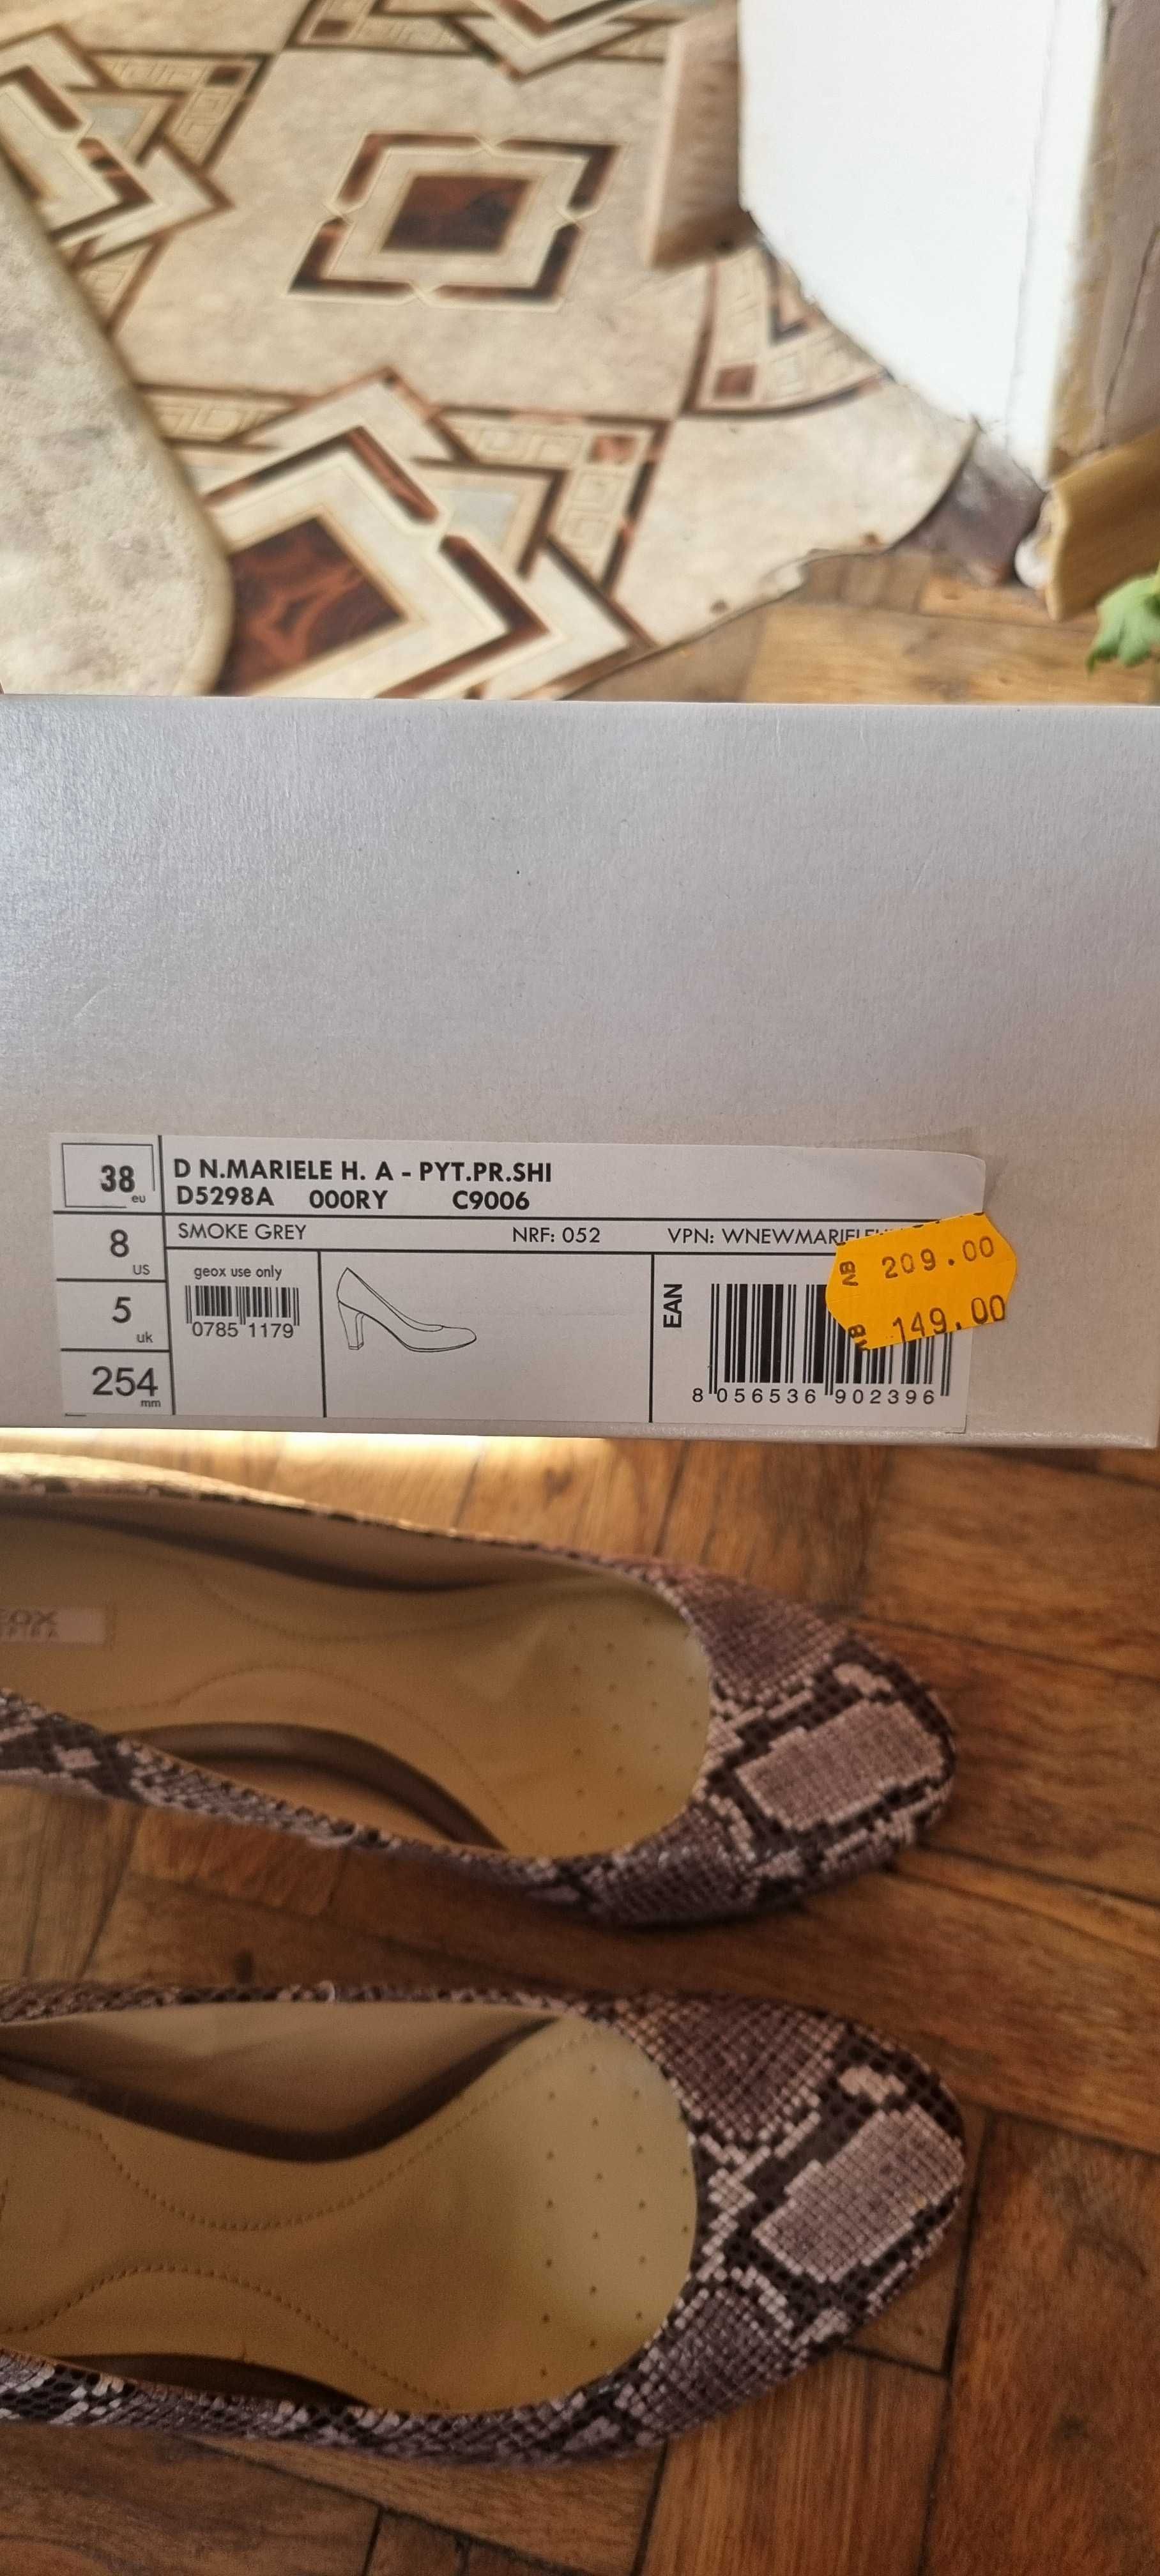 38
eu
D N.MARIELE H. A - PYT.PR.SHI
D5298A 000RY C9006
8
US
SMOKE GREY NRF: 052 VPN:
5
uk
geox use only
0785 1179
254
mm
EAN
8 056536 902396
209.00
149.00